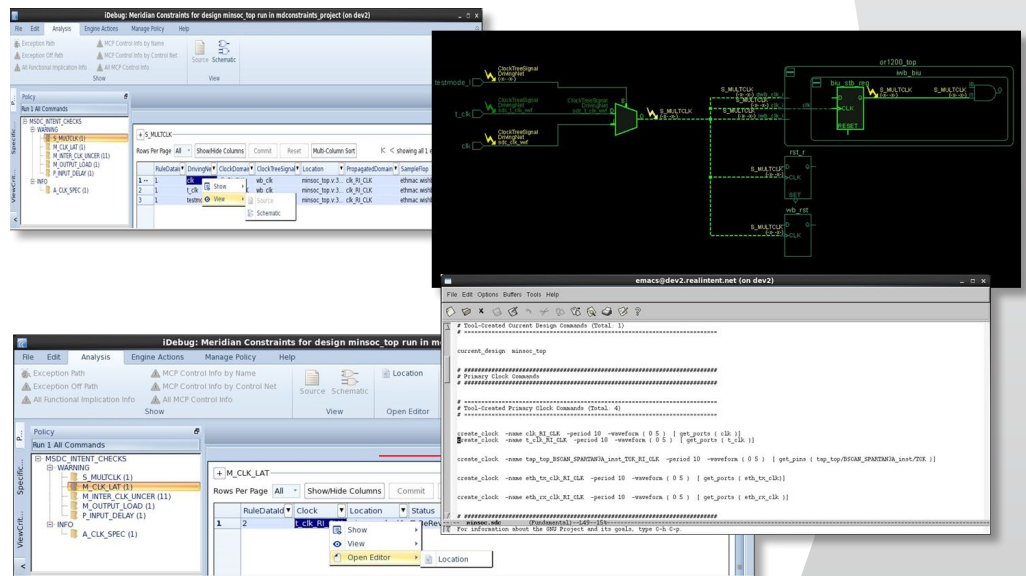 iDebug: Meridian Constraints for design minsoc_top run in mdconstraints_project (on dev2)
File Edit Analysis Engine Actions Manage Policy Help
Exception Path
Exception Off Path
All Functional Implication Info
MCP Control Info by Name
MCP Control Info by Control Net
All MCP Control Info
Source Schematic
Show View
Policy
Run 1 All Commands
MSDC_INTENT_CHECKS
WARNING
S_MULTCLK (1)
M_CLK_LAT (1)
M_INTER_CLK_UNCER (11)
M_OUTPUT_LOAD (1)
P_INPUT_DELAY (1)
INFO
A_CLK_SPEC (1)
Specific...
ViewCrit...
S_MULTCLK
Rows Per Page All Show/Hide Columns Commit Reset Multi-Column Sort showing all
RuleDataId DrivingNet ClockDomain ClockTreeSignal Location PropagatedDomain SampleFlop
1 1 clk wb_clk minsoc_top.v:3... clk_RI_CLK ethmac.wish
2 1 t_clk wb_clk minsoc_top.v:3... clk_RI_CLK ethmac.wish
3 1 testmo minsoc_top.v:3... clk_RI_CLK ethmac.wish
Show
View
Source
Schematic
or1200_top
iwb_biu
biu_stb_reg
ClockTreeSignal
DrivingNet
testmode_i
t_clk
clk
S_MULTCLK
D Q
CLK
RESET
rst_r
SET
wb_rst
emacs@dev2.realintent.net (on dev2)
File Edit Options Buffers Tools Help
# Tool-Created Current Design Commands (Total: 1)
current_design minsoc_top
# Primary Clock Commands
# Tool-Created Primary Clock Commands (Total: 4)
create_clock -name clk_RI_CLK -period 10 -waveform ( 0 5 ) [ get_ports ( clk )]
create_clock -name t_clk_RI_CLK -period 10 -waveform ( 0 5 ) [ get_ports ( t_clk )]
create_clock -name tap_top_BSCAN_SPARTAN3A_inst_TCK_RI_CLK -period 10 -waveform ( 0 5 ) [ get_pins ( tap_top/BSCAN_SPARTAN3A_inst/TCK )]
create_clock -name eth_tx_clk_RI_CLK -period 10 -waveform ( 0 5 ) [ get_ports ( eth_tx_clk)]
create_clock -name eth_rx_clk_RI_CLK -period 10 -waveform ( 0 5 ) [ get_ports ( eth_rx_clk )]
minsoc.sdc (Fundamental)
For information about the GNU Project and its goals, type C-h C-p.
iDebug: Meridian Constraints for design minsoc_top run in m
File Edit Analysis Engine Actions Manage Policy Help
Exception Path
Exception Off Path
All Functional Implication Info
MCP Control Info by Name
MCP Control Info by Control Net
All MCP Control Info
Source Schematic
Location
Show View Open Editor
Policy
Run 1 All Commands
MSDC_INTENT_CHECKS
WARNING
S_MULTCLK (1)
M_CLK_LAT (1)
M_INTER_CLK_UNCER (11)
M_OUTPUT_LOAD (1)
P_INPUT_DELAY (1)
INFO
A_CLK_SPEC (1)
Specific...
ViewCrit...
M_CLK_LAT
Rows Per Page All Show/Hide Columns Commit
RuleDataId Clock Location Status
1 2 t_clk_RI
Show
View
Open Editor
Location